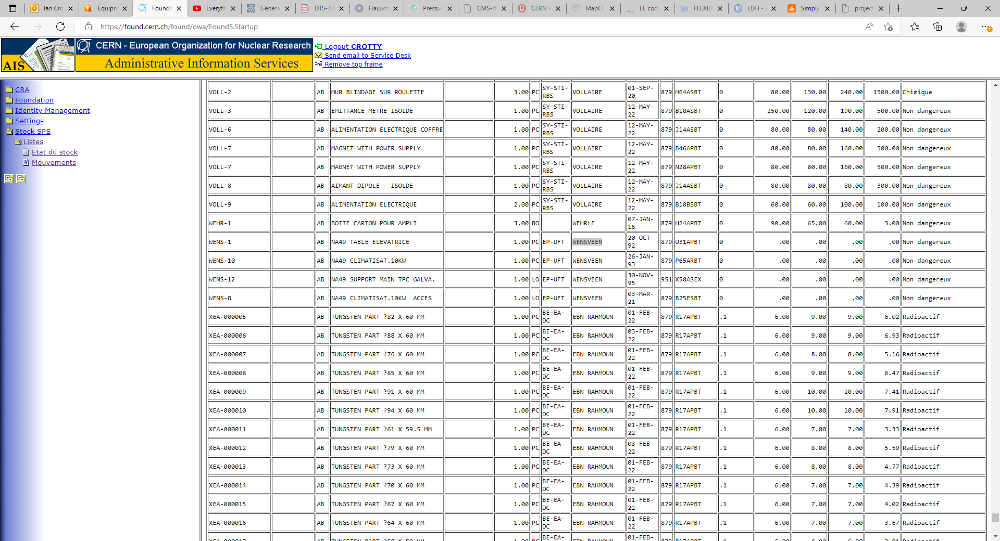 Ian Cro
Equipm
Founda
Everyth
Genera
DTS-JLI
Нашите
Pressu
CMS-d
CERN P
MapCE
EE cool
FLEXIBI
EDH -
Simply
project
https://found.cern.ch/found/owa/Found$.Startup
AIS
CERN - European Organization for Nuclear Research
Administrative Information Services
Logout CROTTY
Send email to Service Desk
Remove top frame
CRA
Foundation
Identity Management
Settings
Stock SPS
Listes
Etat du stock
Mouvements
VOLL-2 AB MUR BLINDAGE SUR ROULETTE 3.00 PC SY-STI-RBS VOLLAIRE 01-SEP-20 879 M64ASBT 0 80.00 130.00 240.00 1500.00 Chimique
VOLL-3 AB EMITTANCE METRE ISOLDE 1.00 PC SY-STI-RBS VOLLAIRE 12-MAY-22 879 B10ASBT 0 250.00 120.00 190.00 500.00 Non dangereux
VOLL-6 AB ALIMENTATION ELECTRIQUE COFFRE 1.00 PC SY-STI-RBS VOLLAIRE 12-MAY-22 879 J14ASBT 0 80.00 80.00 140.00 200.00 Non dangereux
VOLL-7 AB MAGNET WITH POWER SUPPLY 1.00 PC SY-STI-RBS VOLLAIRE 12-MAY-22 879 B46APBT 0 80.00 80.00 160.00 500.00 Non dangereux
VOLL-7 AB MAGNET WITH POWER SUPPLY 1.00 PC SY-STI-RBS VOLLAIRE 12-MAY-22 879 N28APBT 0 80.00 80.00 160.00 500.00 Non dangereux
VOLL-8 AB AIMANT DIPOLE - ISOLDE 1.00 PC SY-STI-RBS VOLLAIRE 12-MAY-22 879 J14ASBT 0 80.00 80.00 80.00 300.00 Non dangereux
VOLL-9 AB ALIMENTATION ELECTRIQUE 2.00 PC SY-STI-RBS VOLLAIRE 12-MAY-22 879 B10BSBT 0 60.00 60.00 100.00 100.00 Non dangereux
WEHR-1 AB BOITE CARTON POUR AMPLI 3.00 BO WEHRLE 07-JAN-16 879 H24APBT 0 90.00 65.00 60.00 3.00 Non dangereux
WENS-1 AB NA49 TABLE ELEVATRICE 1.00 PC EP-UFT WENSVEEN 20-OCT-92 879 U31APBT 0 .00 .00 .00 .00 Non dangereux
WENS-10 AB NA49 CLIMATISAT.10KW 1.00 PC EP-UFT WENSVEEN 26-JAN-93 879 P65ARBT 0 .00 .00 .00 .00 Non dangereux
WENS-12 AB NA49 SUPPORT MAIN TPC GALVA. 1.00 LO EP-UFT WENSVEEN 30-NOV-95 951 X50ASEX 0 .00 .00 .00 .00 Non dangereux
WENS-8 AB NA49 CLIMATISAT.10KW ACCES 1.00 LO EP-UFT WENSVEEN 03-MAR-21 879 B25ESBT 0 .00 .00 .00 .00 Non dangereux
XEA-000005 AB TUNGSTEN PART ?82 X 60 MM 1.00 PC BE-EA-DC EBN RAHMOUN 01-FEB-22 879 R17APBT .1 6.00 9.00 9.00 6.02 Radioactif
XEA-000006 AB TUNGSTEN PART ?88 X 60 MM 1.00 PC BE-EA-DC EBN RAHMOUN 03-FEB-22 879 R17APBT .1 6.00 9.00 9.00 6.93 Radioactif
XEA-000007 AB TUNGSTEN PART ?76 X 60 MM 1.00 PC BE-EA-DC EBN RAHMOUN 01-FEB-22 879 R17APBT .1 6.00 8.00 8.00 5.16 Radioactif
XEA-000008 AB TUNGSTEN PART ?85 X 60 MM 1.00 PC BE-EA-DC EBN RAHMOUN 01-FEB-22 879 R17APBT .1 6.00 9.00 9.00 6.47 Radioactif
XEA-000009 AB TUNGSTEN PART ?91 X 60 MM 1.00 PC BE-EA-DC EBN RAHMOUN 01-FEB-22 879 R17APBT .1 6.00 10.00 10.00 7.41 Radioactif
XEA-000010 AB TUNGSTEN PART ?94 X 60 MM 1.00 PC BE-EA-DC EBN RAHMOUN 01-FEB-22 879 R17APBT .1 6.00 10.00 10.00 7.91 Radioactif
XEA-000011 AB TUNGSTEN PART ?61 X 59.5 MM 1.00 PC BE-EA-DC EBN RAHMOUN 01-FEB-22 879 R17APBT .1 6.00 7.00 7.00 3.33 Radioactif
XEA-000012 AB TUNGSTEN PART ?79 X 60 MM 1.00 PC BE-EA-DC EBN RAHMOUN 03-FEB-22 879 R17APBT .1 6.00 8.00 8.00 5.59 Radioactif
XEA-000013 AB TUNGSTEN PART ?73 X 60 MM 1.00 PC BE-EA-DC EBN RAHMOUN 01-FEB-22 879 R17APBT .1 6.00 8.00 8.00 4.77 Radioactif
XEA-000014 AB TUNGSTEN PART ?70 X 60 MM 1.00 PC BE-EA-DC EBN RAHMOUN 01-FEB-22 879 R17APBT .1 6.00 7.00 7.00 4.39 Radioactif
XEA-000015 AB TUNGSTEN PART ?67 X 60 MM 1.00 PC BE-EA-DC EBN RAHMOUN 01-FEB-22 879 R17APBT .1 6.00 7.00 7.00 4.02 Radioactif
XEA-000016 AB TUNGSTEN PART ?64 X 60 MM 1.00 PC BE-EA-DC EBN RAHMOUN 01-FEB-22 879 R17APBT .1 6.00 7.00 7.00 3.67 Radioactif
BE-EA- 01-FEB-